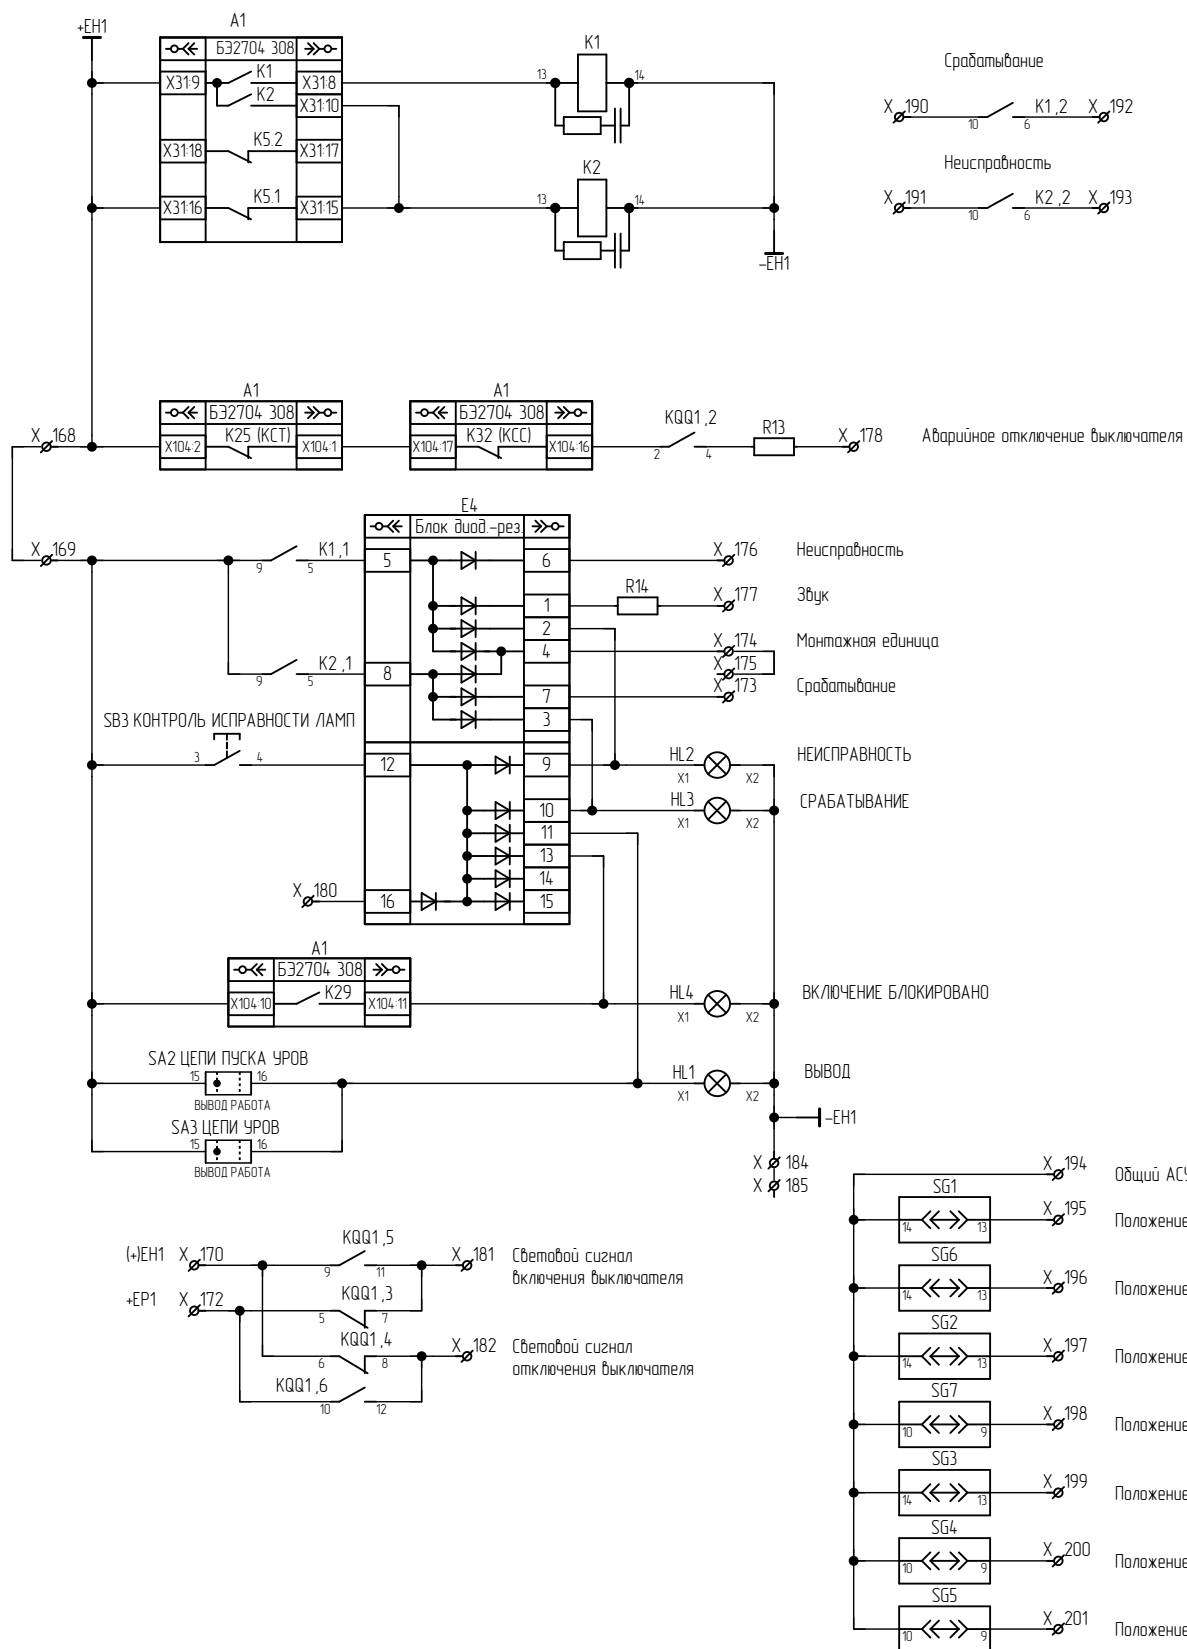 +EH1
A1
БЭ2704 308
X31:9 K1 X31:8
K2 X31:10
X31:18 K5.2 X31:17
X31:16 K5.1 X31:15
K1
13 14
K2
13 14
-EH1
Срабатывание
X 190 10 K1,2 6 X 192
Неисправность
X 191 10 K2,2 6 X 193
A1
БЭ2704 308
X104:2 K25 (КСТ) X104:1
A1
БЭ2704 308
X104:17 K32 (КСС) X104:16
KQQ1,2
2 4
R13
X 168
X 178
Аварийное отключение выключателя
E4
Блок диод.-рез.
X 169
9 K1,1 5
5 6
X 176 Неисправность
1 R14 X 177 Звук
2
4 X 174 Монтажная единица
X 175
9 K2,1 5
8
7 X 173 Срабатывание
3
SB3 КОНТРОЛЬ ИСПРАВНОСТИ ЛАМП
3 4
12 9
HL2 X1 X2 НЕИСПРАВНОСТЬ
10 HL3 X1 X2 СРАБАТЫВАНИЕ
11
13
14
X 180 16 15
A1
БЭ2704 308
X104:10 K29 X104:11
HL4 X1 X2 ВКЛЮЧЕНИЕ БЛОКИРОВАНО
SA2 ЦЕПИ ПУСКА УРОВ
15 16
ВЫВОД РАБОТА
HL1 X1 X2 ВЫВОД
SA3 ЦЕПИ УРОВ
15 16
ВЫВОД РАБОТА
-EH1
X 184
X 185
(+)EH1 X 170
KQQ1,5
9 11
X 181 Световой сигнал
включения выключателя
+EP1 X 172
KQQ1,3
5 7
KQQ1,4
6 8
X 182 Световой сигнал
отключения выключателя
KQQ1,6
10 12
X 194 Общий АСУ
SG1
14 13 X 195 Положение
SG6
14 13 X 196 Положение
SG2
14 13 X 197 Положение
SG7
10 9 X 198 Положение
SG3
14 13 X 199 Положение
SG4
10 9 X 200 Положение
SG5
10 9 X 201 Положение